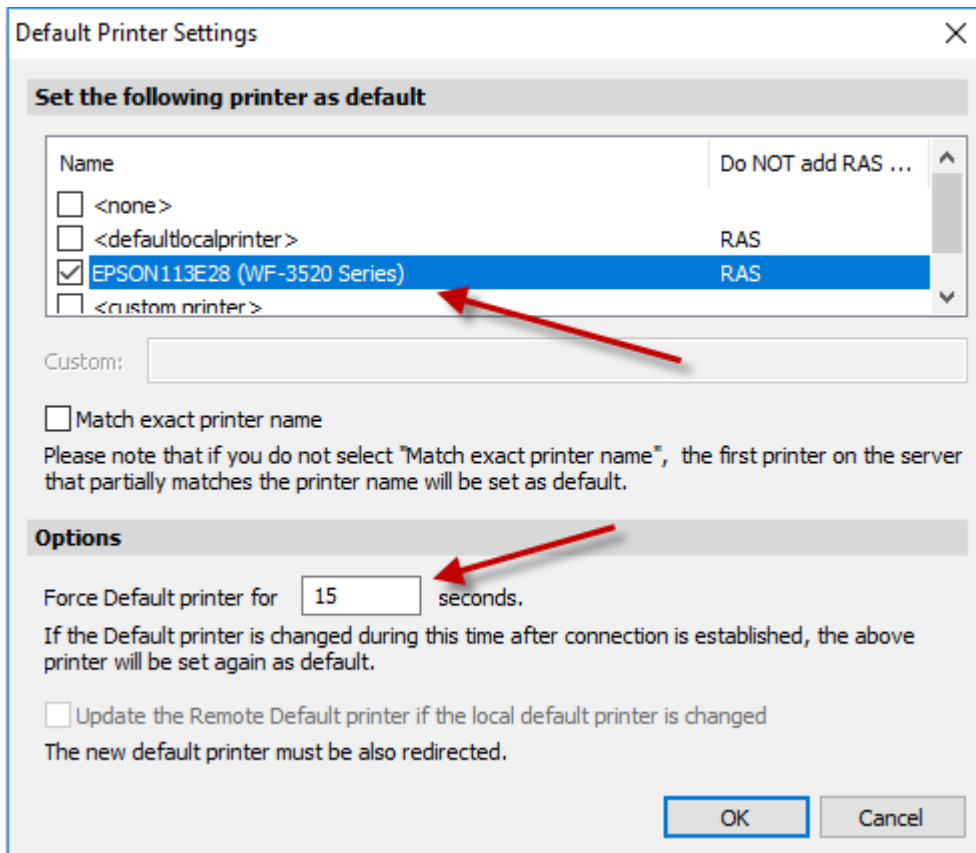 Default Printer Settings
Set the following printer as default
Name Do NOT add RAS ...
<none>
<defaultlocalprinter> RAS
EPSON113E28 (WF-3520 Series) RAS
<custom printer>
Custom:
Match exact printer name
Please note that if you do not select "Match exact printer name", the first printer on the server
that partially matches the printer name will be set as default.
Options
Force Default printer for 15 seconds.
If the Default printer is changed during this time after connection is established, the above
printer will be set again as default.
Update the Remote Default printer if the local default printer is changed
The new default printer must be also redirected.
OK Cancel